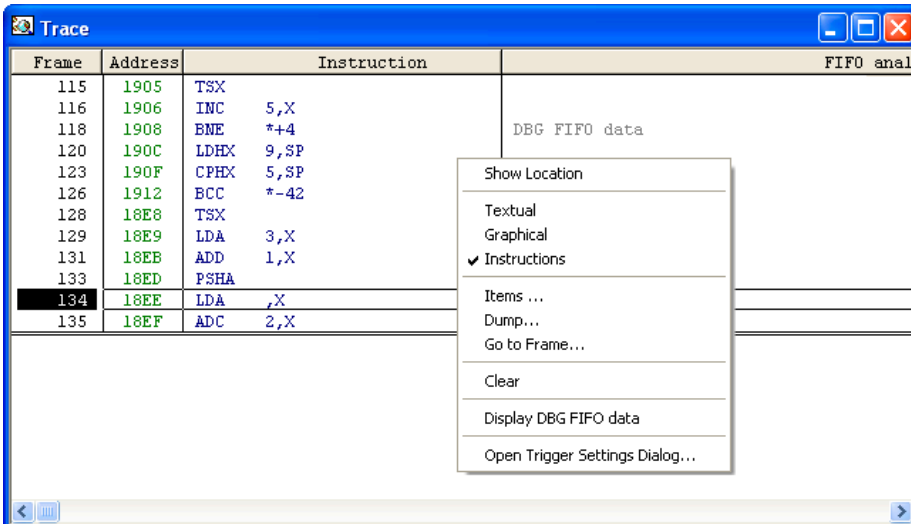 Trace
Frame Address Instruction FIFO anal
115 1905 TSX
116 1906 INC 5,X
118 1908 BNE *+4 DBG FIFO data
120 190C LDHX 9,SP
123 190F CPHX 5,SP
126 1912 BCC *-42
128 18E8 TSX
129 18E9 LDA 3,X
131 18EB ADD 1,X
133 18ED PSHA
134 18EE LDA ,X
135 18EF ADC 2,X
Show Location
Textual
Graphical
Instructions
Items ...
Dump...
Go to Frame...
Clear
Display DBG FIFO data
Open Trigger Settings Dialog...